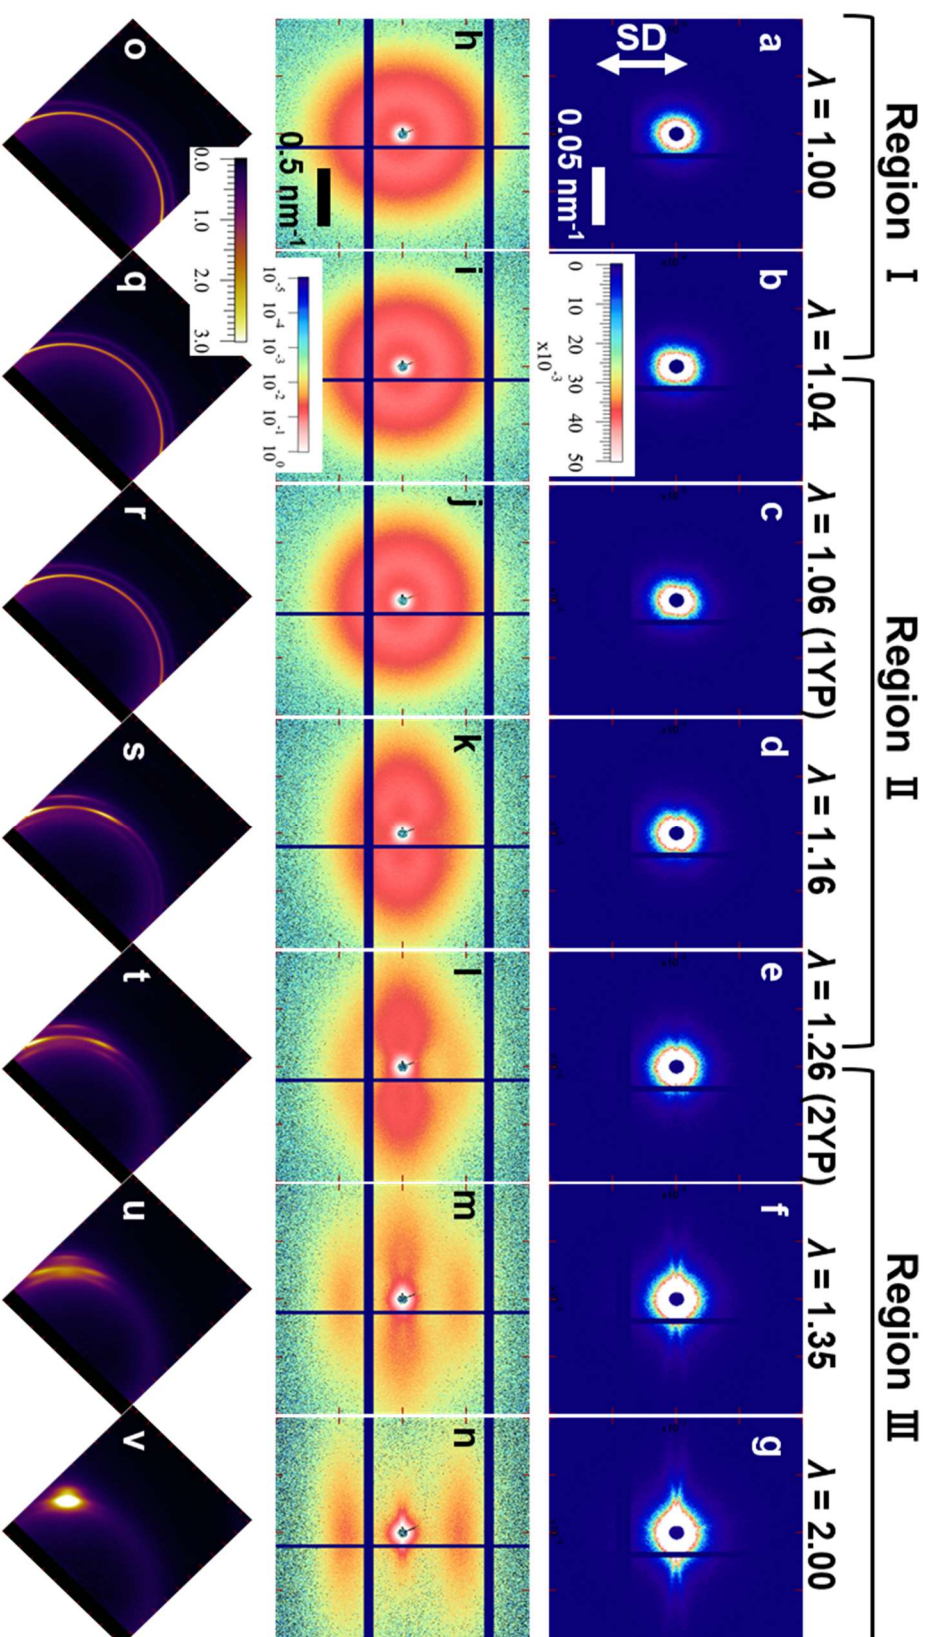 Region Ⅰ
Region Ⅱ
Region Ⅲ
λ = 1.00
λ = 1.04
λ = 1.06 (1YP)
λ = 1.16
λ = 1.26 (2YP)
λ = 1.35
λ = 2.00
a
b
c
d
e
f
g
SD
0.05 nm-1
0 10 20 30 40 50
x10-3
h
i
j
k
l
m
n
0.5 nm-1
10-5 10-4 10-3 10-2 10-1 100
o
q
r
s
t
u
v
0.0 1.0 2.0 3.0